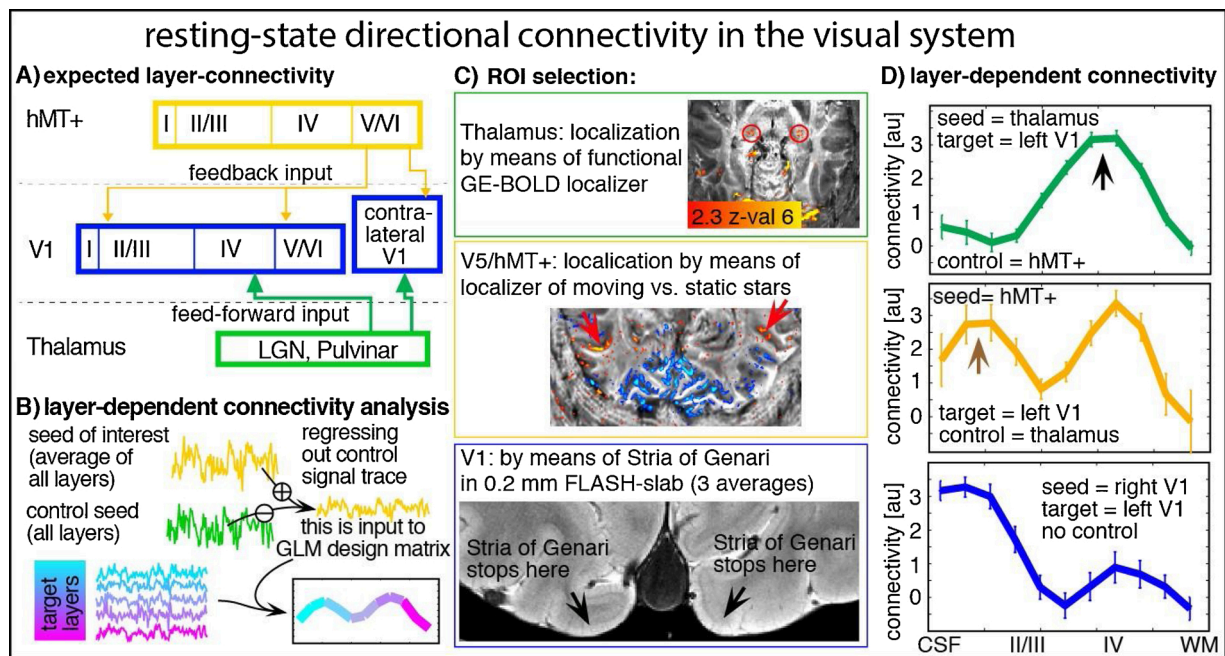 resting-state directional connectivity in the visual system
A) expected layer-connectivity
hMT+
I
II/III
IV
V/VI
feedback input
V1
I
II/III
IV
V/VI
contra-
lateral
V1
feed-forward input
Thalamus
LGN, Pulvinar
B) layer-dependent connectivity analysis
seed of interest
(average of
all layers)
regressing
out control
signal trace
control seed
(all layers)
this is input to
GLM design matrix
target
layers
C) ROI selection:
Thalamus: localization
by means of functional
GE-BOLD localizer
2.3 z-val 6
V5/hMT+: localication by means of
localizer of moving vs. static stars
V1: by means of Stria of Genari
in 0.2 mm FLASH-slab (3 averages)
Stria of Genari
stops here
Stria of Genari
stops here
D) layer-dependent connectivity
connectivity [au]
3
2
1
0
seed = thalamus
target = left V1
control = hMT+
connectivity [au]
3
2
1
0
seed= hMT+
target = left V1
control = thalamus
connectivity [au]
3
2
1
0
seed = right V1
target = left V1
no control
CSF
II/III
IV
WM